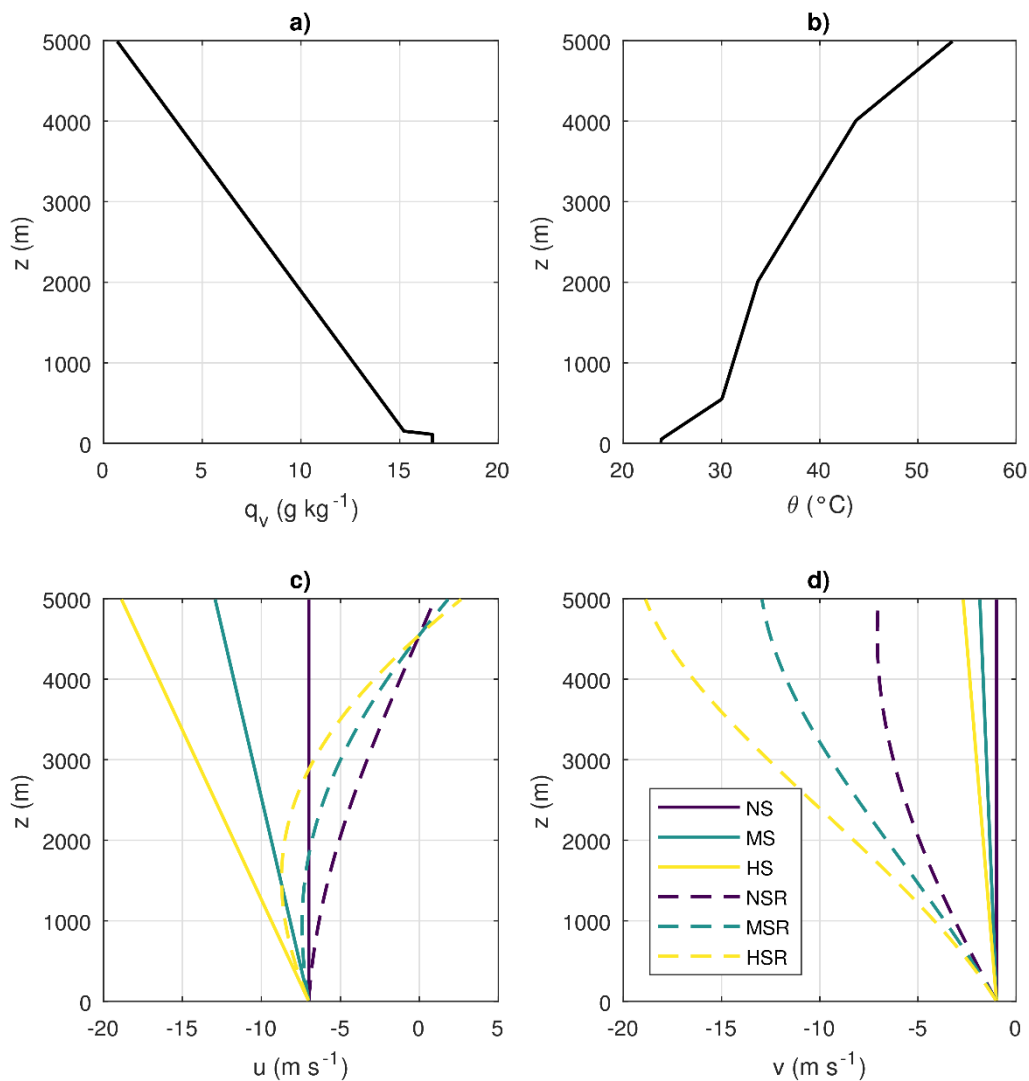 a)
5000
4000
3000
2000
1000
0
z (m)
0 5 10 15 20
q_v (g kg^-1)
b)
5000
4000
3000
2000
1000
0
z (m)
20 30 40 50 60
θ (°C)
c)
5000
4000
3000
2000
1000
0
z (m)
-20 -15 -10 -5 0 5
u (m s^-1)
d)
5000
4000
3000
2000
1000
0
z (m)
NS
MS
HS
NSR
MSR
HSR
-20 -15 -10 -5 0
v (m s^-1)